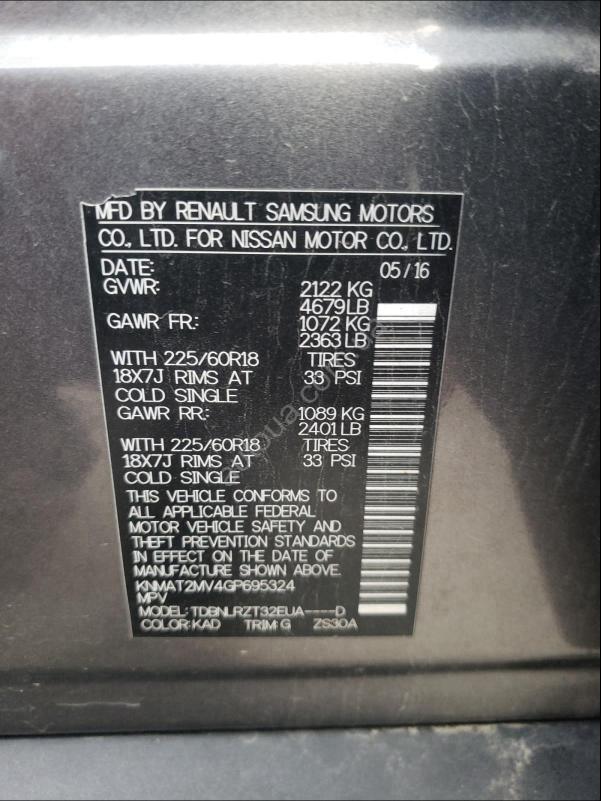 MFD BY RENAULT SAMSUNG MOTORS
CO., LTD. FOR NISSAN MOTOR CO., LTD.
DATE: 05/16
GVWR: 2122 KG
4679LB
GAWR FR.: 1072 KG
2363 LB
WITH 225/60R18 TIRES
18X7J RIMS AT 33 PSI
COLD SINGLE
GAWR RR.: 1089 KG
2401 LB
WITH 225/60R18 TIRES
18X7J RIMS AT 33 PSI
COLD SINGLE
THIS VEHICLE CONFORMS TO
ALL APPLICABLE FEDERAL
MOTOR VEHICLE SAFETY AND
THEFT PREVENTION STANDARDS
IN EFFECT ON THE DATE OF
MANUFACTURE SHOWN ABOVE.
KNMAT2MV4GP695324
MPV
MODEL: TDBNLRZT32EUA----D
COLOR: KAD TRIM: G ZS30A